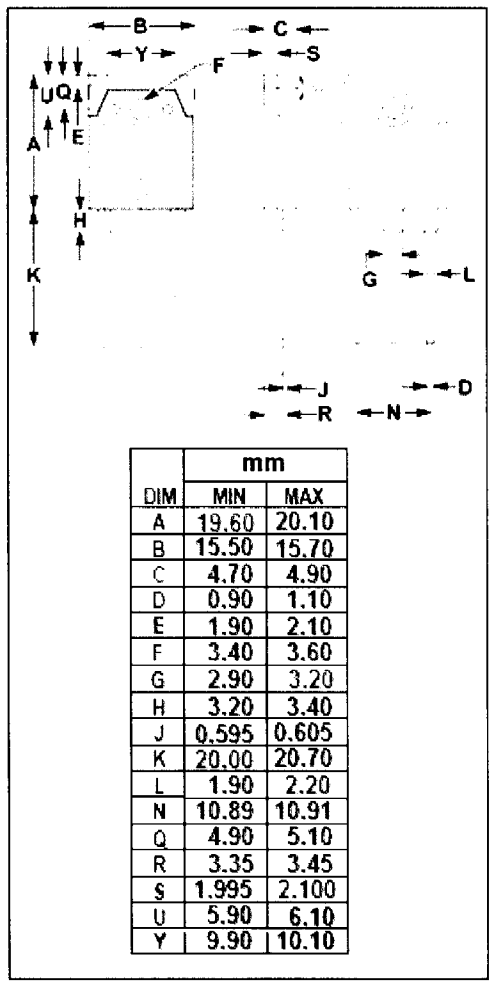 B
C
Y
F
S
U Q
A
E
H
K
G
L
J
D
R
N
mm
DIM MIN MAX
A 19.60 20.10
B 15.50 15.70
C 4.70 4.90
D 0.90 1.10
E 1.90 2.10
F 3.40 3.60
G 2.90 3.20
H 3.20 3.40
J 0.595 0.605
K 20.00 20.70
L 1.90 2.20
N 10.89 10.91
Q 4.90 5.10
R 3.35 3.45
S 1.995 2.100
U 5.90 6.10
Y 9.90 10.10